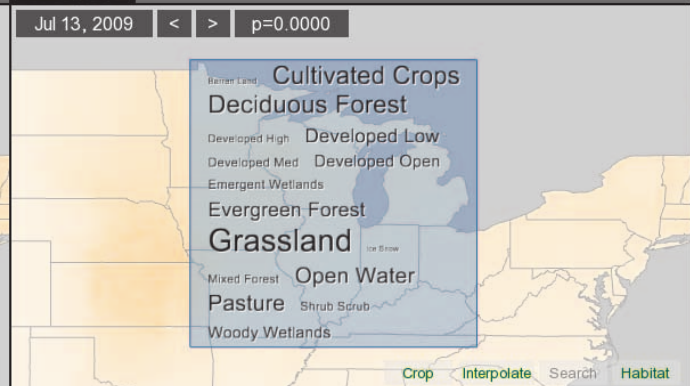 Jul 13, 2009 < > p=0.0000
Barren Land Cultivated Crops
Deciduous Forest
Developed High Developed Low
Developed Med Developed Open
Emergent Wetlands
Evergreen Forest
Grassland Ice Snow
Mixed Forest Open Water
Pasture Shrub Scrub
Woody Wetlands
Crop Interpolate Search Habitat